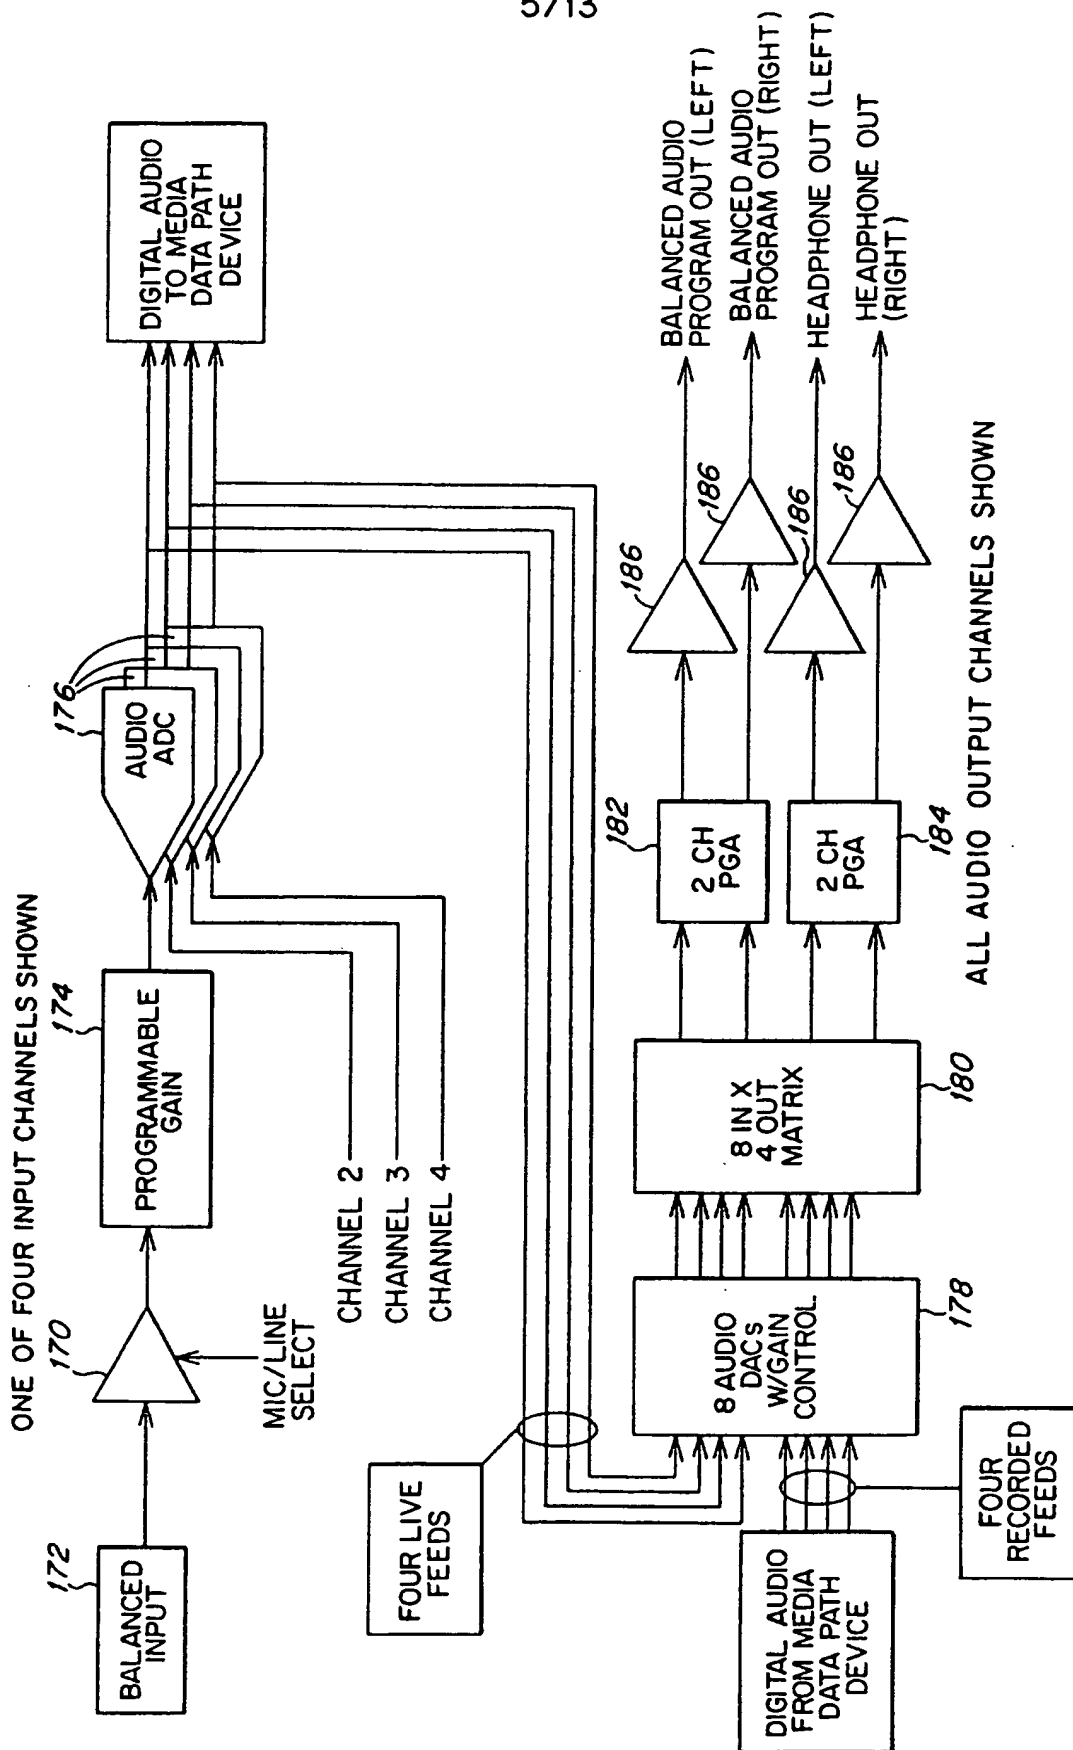 5/13
ONE OF FOUR INPUT CHANNELS SHOWN
172
BALANCED
INPUT
170
MIC/LINE
SELECT
174
PROGRAMMABLE
GAIN
176
AUDIO
ADC
DIGITAL AUDIO
TO MEDIA
DATA PATH
DEVICE
CHANNEL 2
CHANNEL 3
CHANNEL 4
FOUR LIVE
FEEDS
DIGITAL AUDIO
FROM MEDIA
DATA PATH
DEVICE
FOUR
RECORDED
FEEDS
8 AUDIO
DACs
W/GAIN
CONTROL
178
8 IN X
4 OUT
MATRIX
180
182
2 CH
PGA
2 CH
PGA
184
186
186
186
186
BALANCED AUDIO
PROGRAM OUT (LEFT)
BALANCED AUDIO
PROGRAM OUT (RIGHT)
HEADPHONE OUT (LEFT)
HEADPHONE OUT
(RIGHT)
ALL AUDIO OUTPUT CHANNELS SHOWN